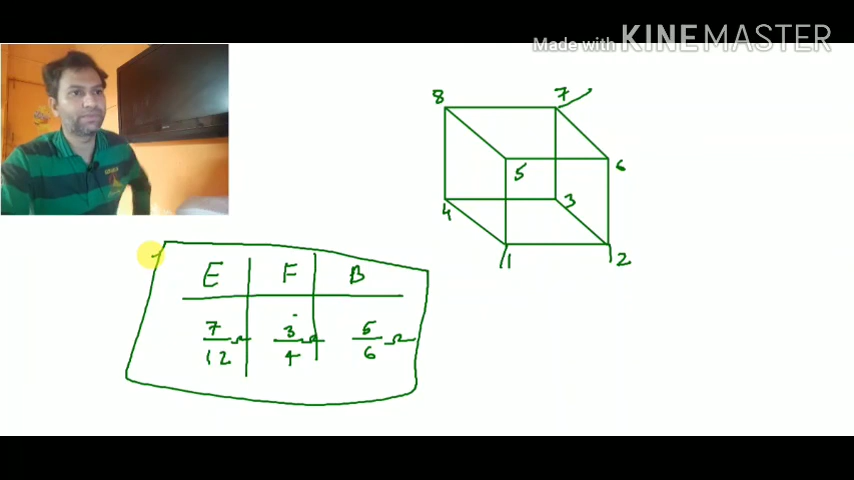 Made with KINEMASTER
8 7
5 6
4 3
1 2
E F B
7/12 Ω 3/4 Ω 5/6 Ω